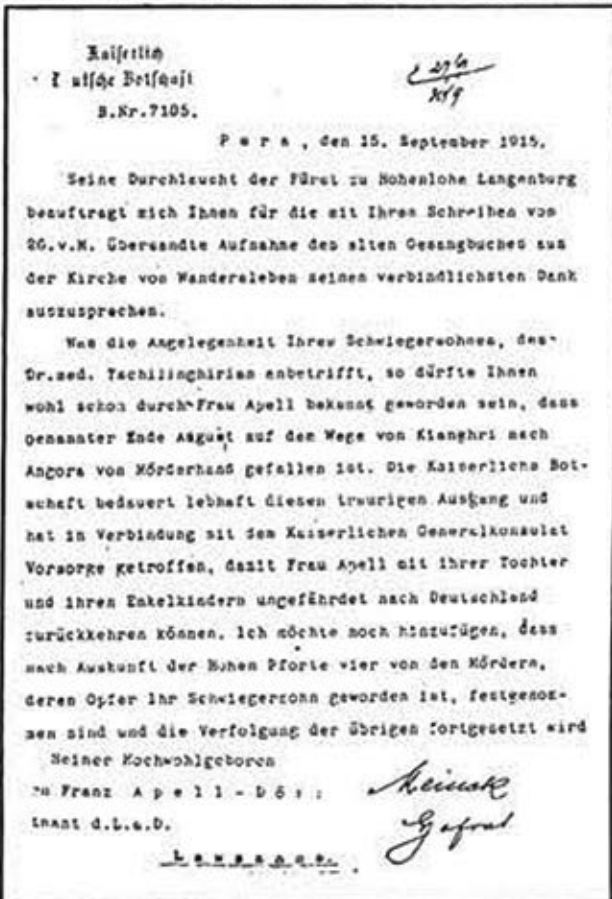 Kaiserlich
utsche Botschaft
B.Nr.7105.
Pera, den 15. September 1915.
Seine Durchlaucht der Fürst zu Hohenlohe Langenburg
beauftragt mich Ihnen für die mit Ihrem Schreiben vom
26.v.M. Übersandte Aufnahme des alten Gesangbuches aus
der Kirche von Wandersleben seinen verbindlichsten Dank
auszusprechen.
Was die Angelegenheit Ihres Schwiegersohnes, des
Dr.med. Tschilinghirian anbetrifft, so dürfte Ihnen
wohl schon durch Frau Apell bekannt geworden sein, dass
genannter Ende August auf dem Wege von Kianghri nach
Angora von Mörderhand gefallen ist. Die Kaiserliche Bot-
schaft bedauert lebhaft diesen traurigen Ausgang und
hat in Verbindung mit dem Kaiserlichen Generalkonsulat
Vorsorge getroffen, damit Frau Apell mit ihrer Tochter
und ihren Enkelkindern ungefährdet nach Deutschland
zurückkehren können. Ich möchte noch hinzufügen, dass
nach Auskunft der Hohen Pforte vier von den Mördern,
deren Opfer Ihr Schwiegersohn geworden ist, festgenom-
men sind und die Verfolgung der übrigen fortgesetzt wird
Seiner Hochwohlgeboren
Franz Apell-
d.L.a.D.
Lausanne.